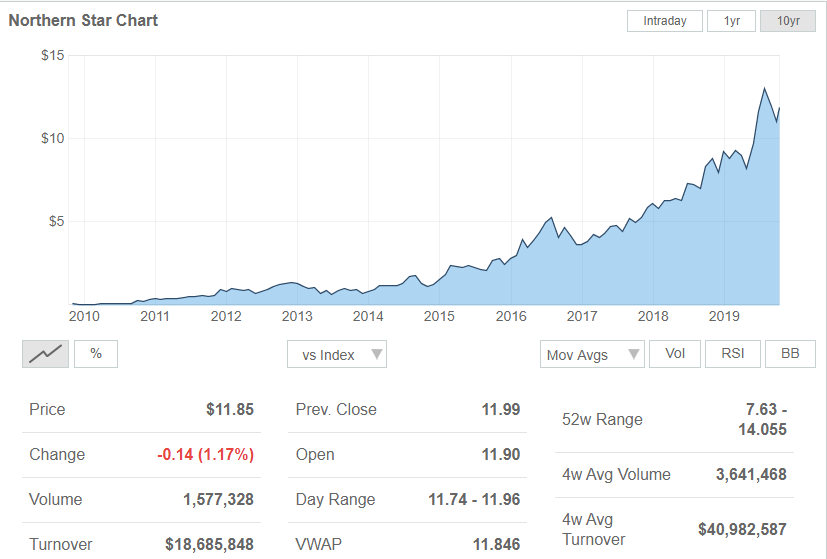 Northern Star Chart
Intraday
1yr
10yr
$15
$10
$5
2010 2011 2012 2013 2014 2015 2016 2017 2018 2019
%
vs Index
Mov Avgs
Vol
RSI
BB
Price $11.85
Change -0.14 (1.17%)
Volume 1,577,328
Turnover $18,685,848
Prev. Close 11.99
Open 11.90
Day Range 11.74 - 11.96
VWAP 11.846
52w Range 7.63 -
14.055
4w Avg Volume 3,641,468
4w Avg
Turnover $40,982,587